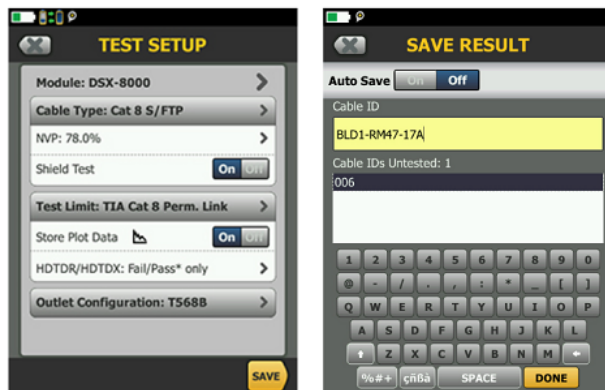 TEST SETUP
Module: DSX-8000
Cable Type: Cat 8 S/FTP
NVP: 78.0%
Shield Test On Off
Test Limit: TIA Cat 8 Perm. Link
Store Plot Data On Off
HDTDR/HDTDX: Fail/Pass* only
Outlet Configuration: T568B
SAVE
SAVE RESULT
Auto Save On Off
Cable ID
BLD1-RM47-17A
Cable IDs Untested: 1
006
1 2 3 4 5 6 7 8 9 0
@ - / . , : * _ [ ]
Q W E R T Y U I O P
A S D F G H J K L
Z X C V B N M
%#+ çñßà SPACE DONE